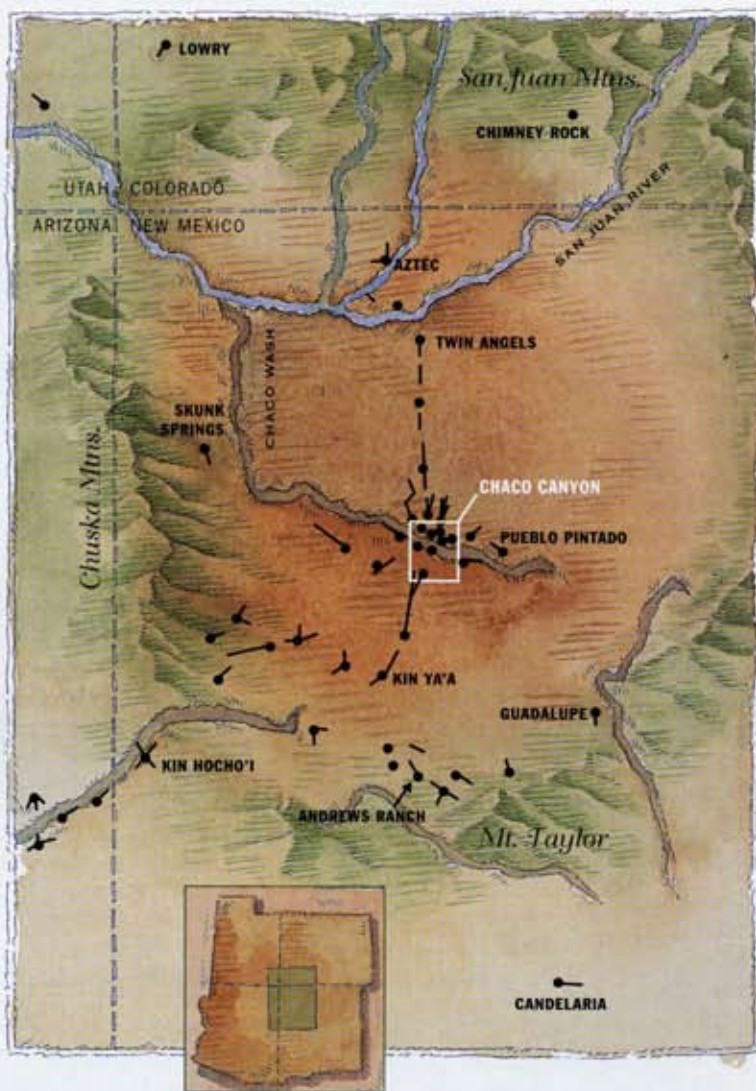 LOWRY
San Juan Mtns.
CHIMNEY ROCK
UTAH COLORADO
ARIZONA NEW MEXICO
SAN JUAN RIVER
AZTEC
TWIN ANGELS
CHACO WASH
SKUNK
SPRINGS
Chuska Mtns.
CHACO CANYON
PUEBLO PINTADO
KIN YA'A
GUADALUPE
KIN HOCHO'I
ANDREWS RANCH
Mt. Taylor
CANDELARIA